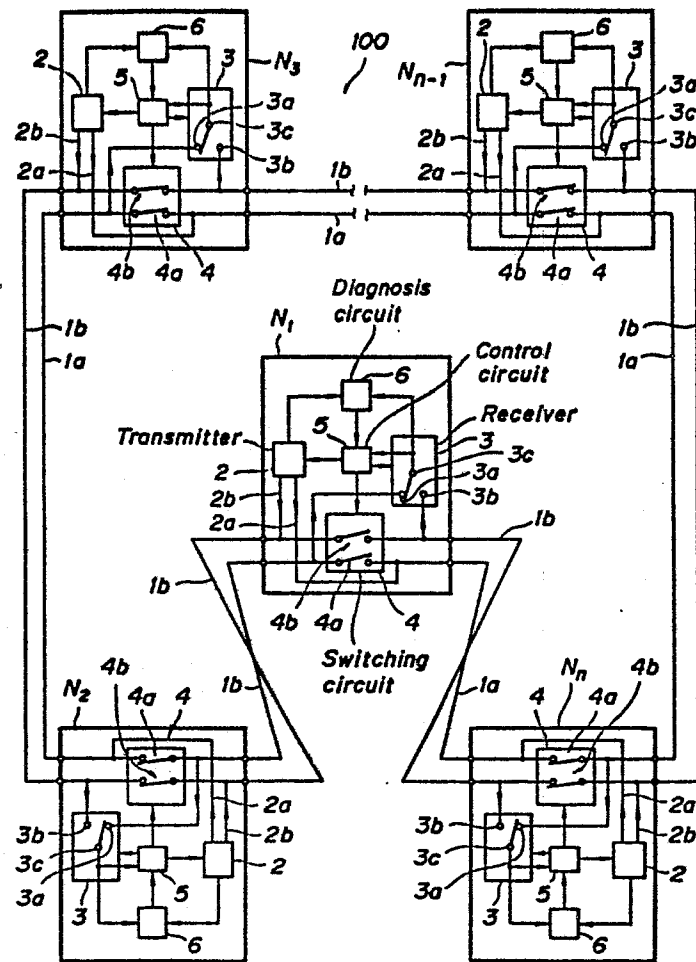 6
2
N3
3
5
3a
3c
2b
3b
2a
1b
1a
4b
4a
4
100
6
2
Nn-1
3
5
3a
3c
2b
3b
2a
4b
4a
4
1b
1a
1b
1a
Diagnosis
circuit
N1
6
Control
circuit
5
Receiver
3
Transmitter
2
3c
3a
2b
3b
2a
1b
1b
4b
4a
4
Switching
circuit
1b
1a
N2
4b
4a
4
2a
3b
2b
3c
3a
3
5
2
6
Nn
4
4a
4b
2a
3b
2b
3c
3a
3
5
2
6